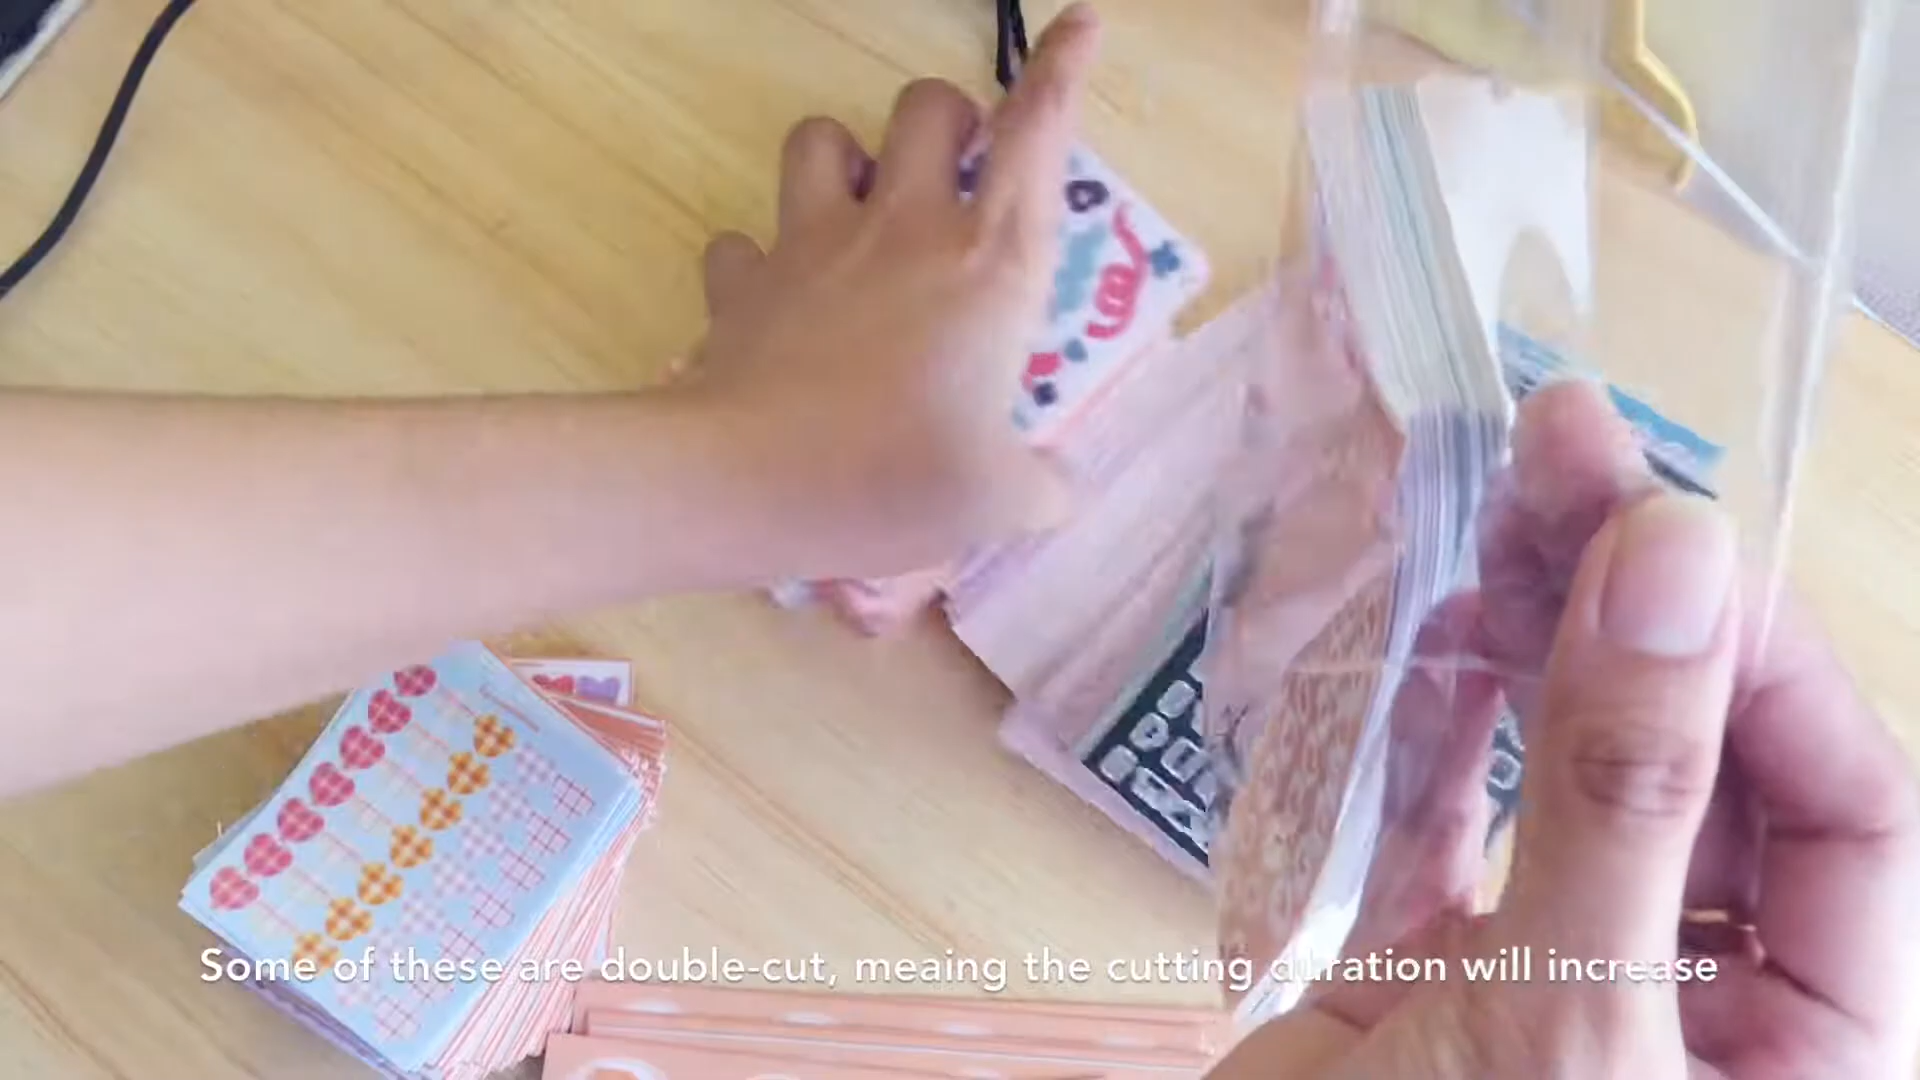 Some of these are double-cut, meaing the cutting duration will increase